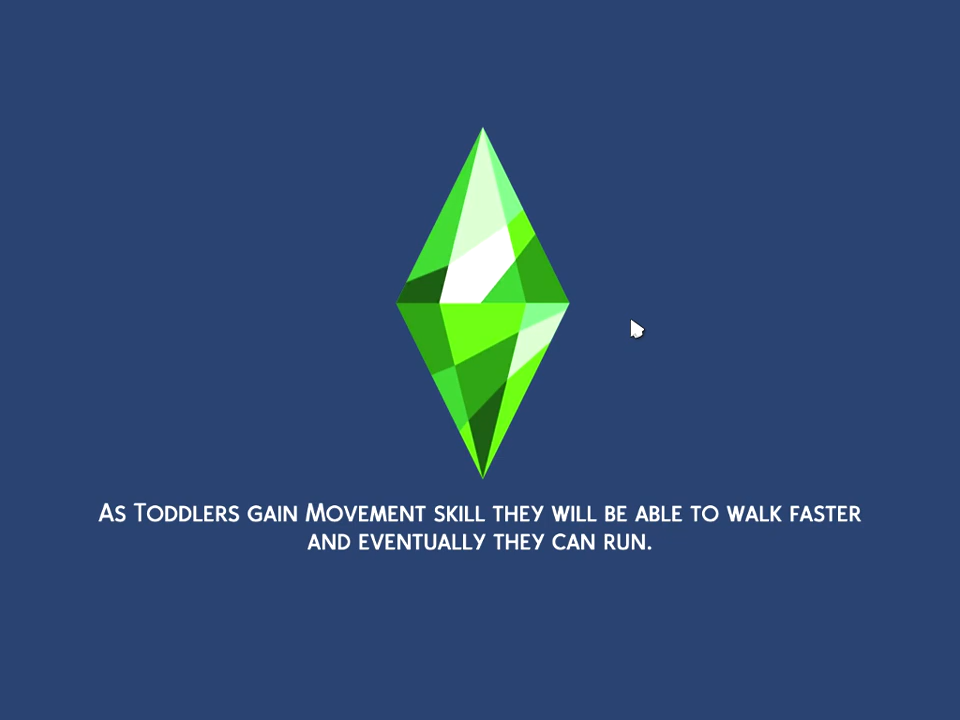 As Toddlers gain Movement skill they will be able to walk faster
and eventually they can run.